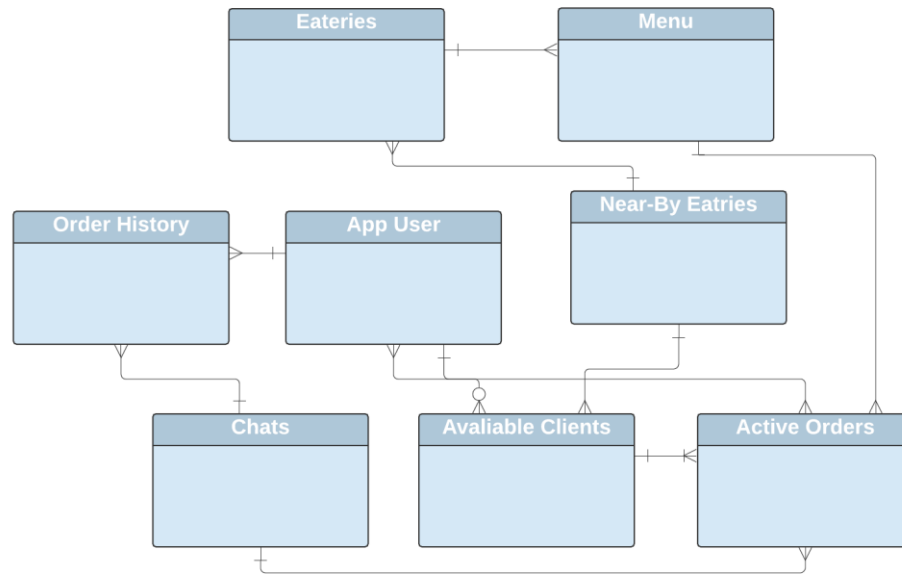 Eateries
Menu
Near-By Eatries
Order History
App User
Chats
Avaliable Clients
Active Orders